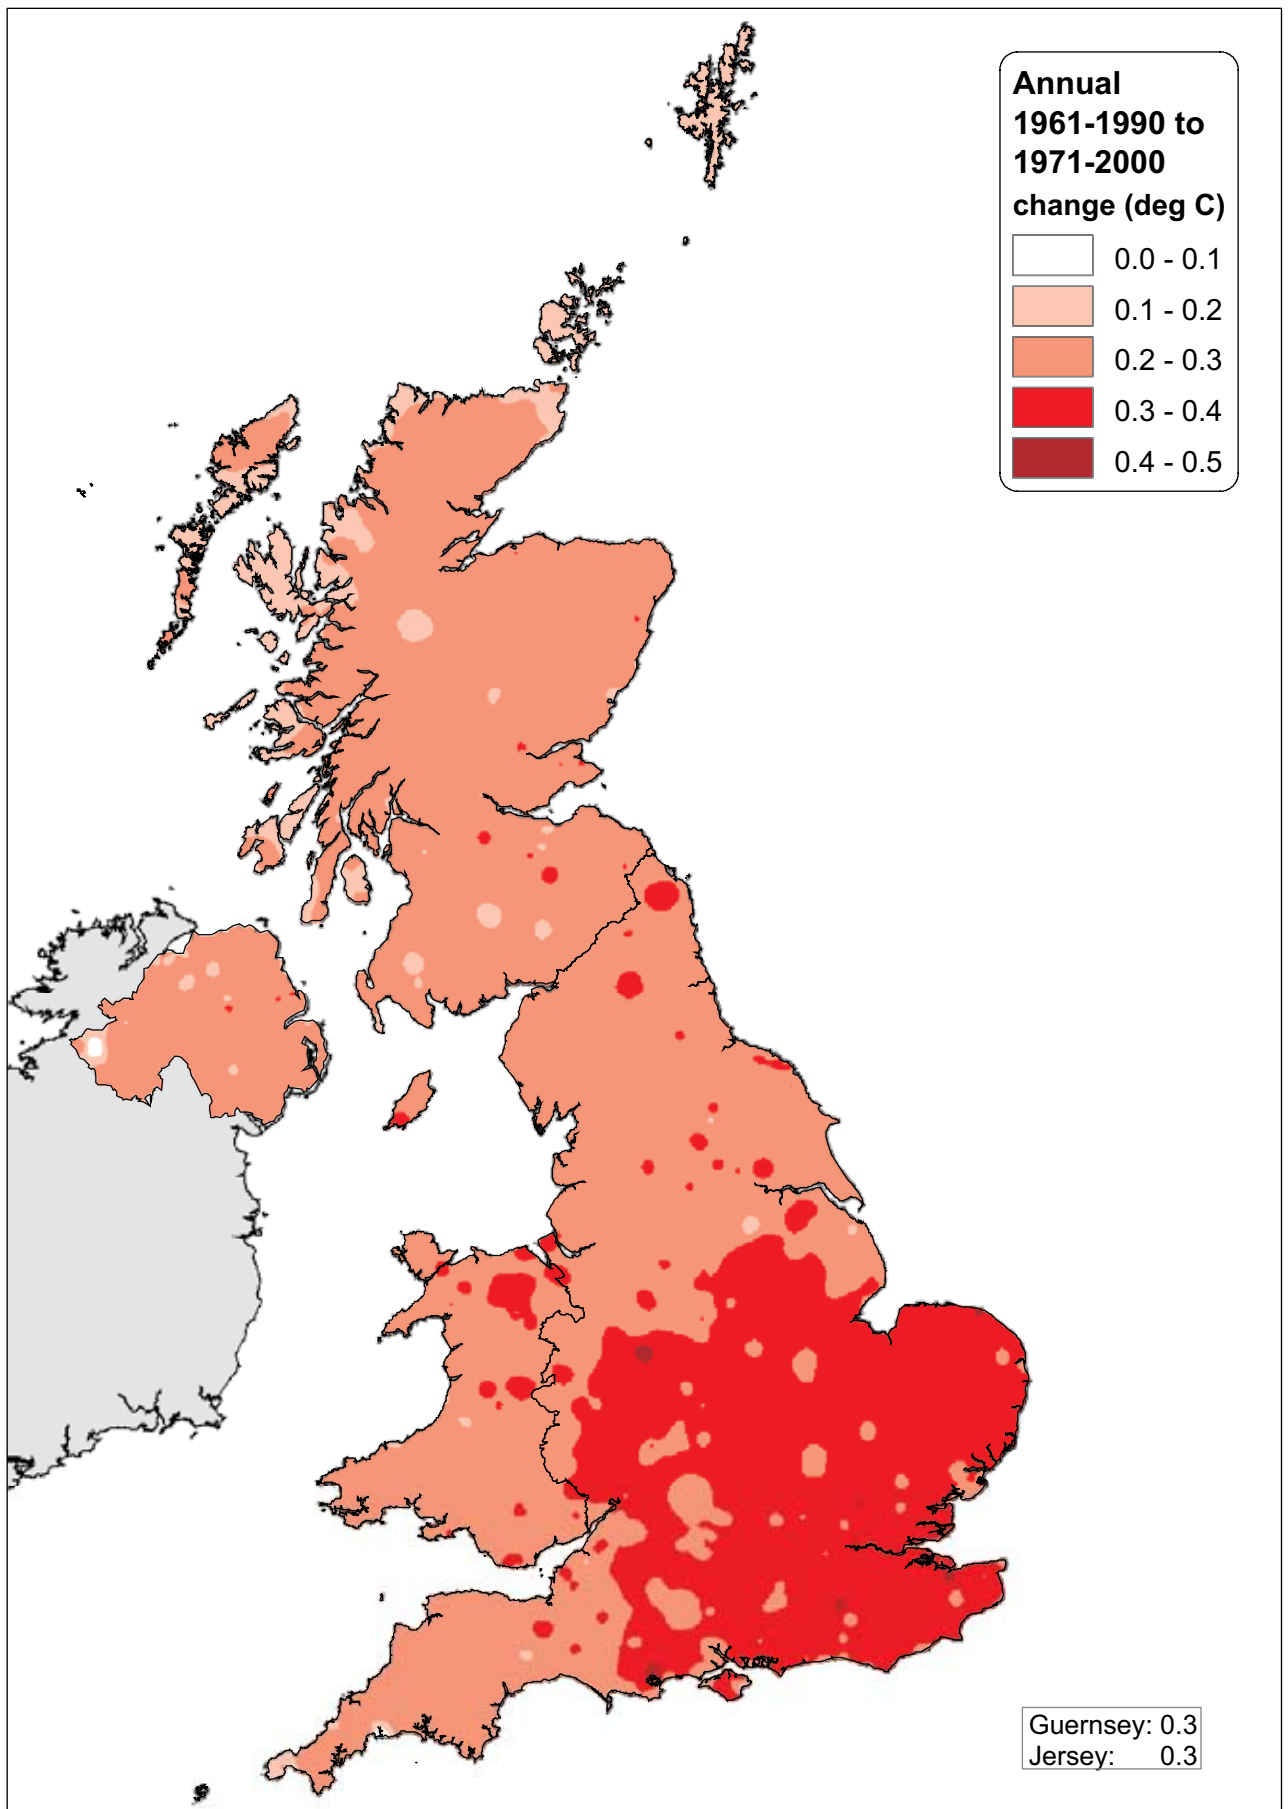 Annual
1961-1990 to
1971-2000
change (deg C)
0.0 - 0.1
0.1 - 0.2
0.2 - 0.3
0.3 - 0.4
0.4 - 0.5
Guernsey: 0.3
Jersey: 0.3